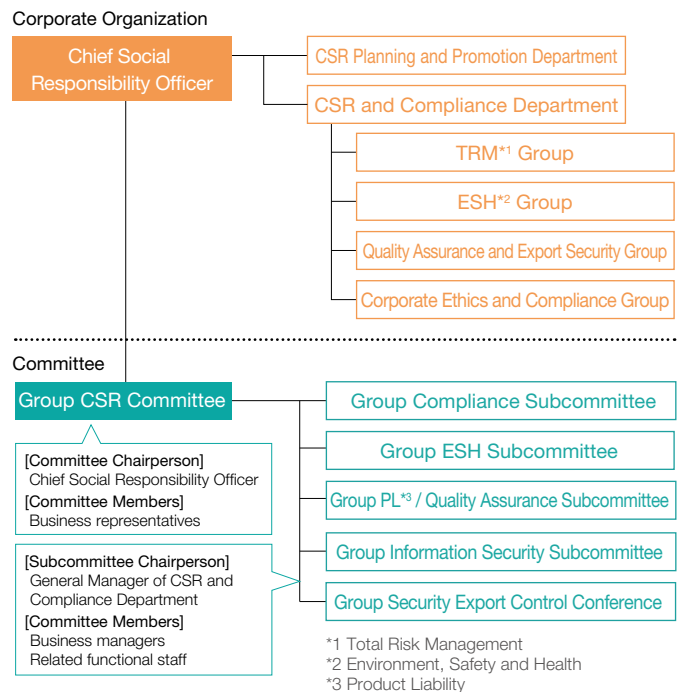 Corporate Organization
Chief Social
Responsibility Officer
CSR Planning and Promotion Department
CSR and Compliance Department
TRM*1 Group
ESH*2 Group
Quality Assurance and Export Security Group
Corporate Ethics and Compliance Group
Committee
Group CSR Committee
[Committee Chairperson]
Chief Social Responsibility Officer
[Committee Members]
Business representatives
[Subcommittee Chairperson]
General Manager of CSR and
Compliance Department
[Committee Members]
Business managers
Related functional staff
Group Compliance Subcommittee
Group ESH Subcommittee
Group PL*3 / Quality Assurance Subcommittee
Group Information Security Subcommittee
Group Security Export Control Conference
*1 Total Risk Management
*2 Environment, Safety and Health
*3 Product Liability